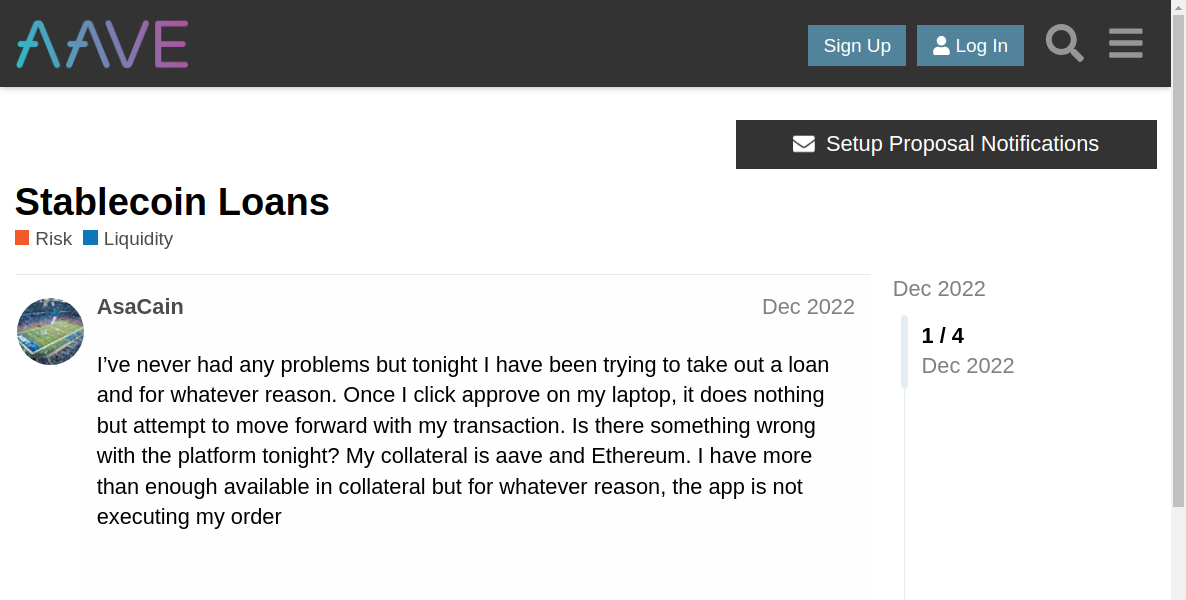 AAVE
Sign Up
Log In
Setup Proposal Notifications
Stablecoin Loans
Risk Liquidity
AsaCain
Dec 2022
I’ve never had any problems but tonight I have been trying to take out a loan
and for whatever reason. Once I click approve on my laptop, it does nothing
but attempt to move forward with my transaction. Is there something wrong
with the platform tonight? My collateral is aave and Ethereum. I have more
than enough available in collateral but for whatever reason, the app is not
executing my order
Dec 2022
1 / 4
Dec 2022